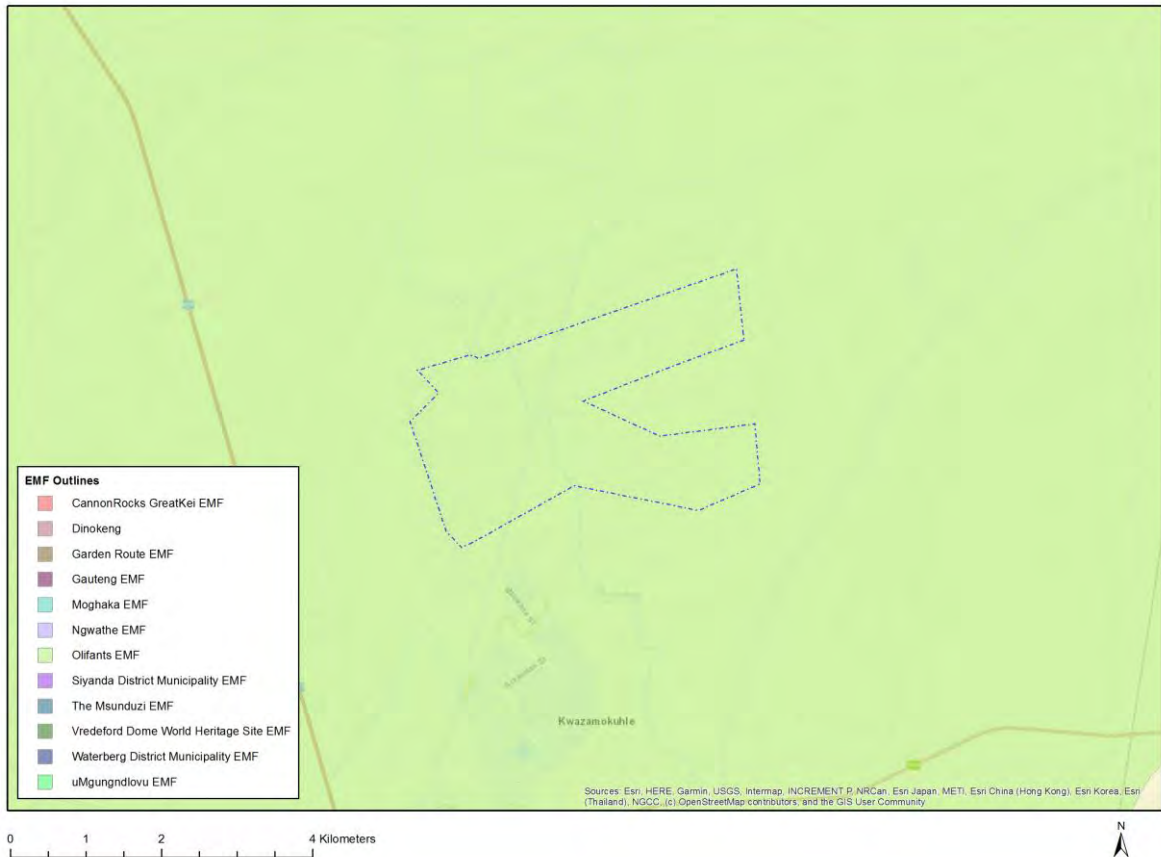 EMF Outlines
CannonRocks GreatKei EMF
Dinokeng
Garden Route EMF
Gauteng EMF
Moghaka EMF
Ngwathe EMF
Olifants EMF
Siyanda District Municipality EMF
The Msunduzi EMF
Vredeford Dome World Heritage Site EMF
Waterberg District Municipality EMF
uMgungndlovu EMF
Kwazamokuhle
Sources: Esri, HERE, Garmin, USGS, Intermap, INCREMENT P, NRCan, Esri Japan, METI, Esri China (Hong Kong), Esri Korea, Esri
(Thailand), NGCC, (c) OpenStreetMap contributors, and the GIS User Community
0 1 2 4 Kilometers
N